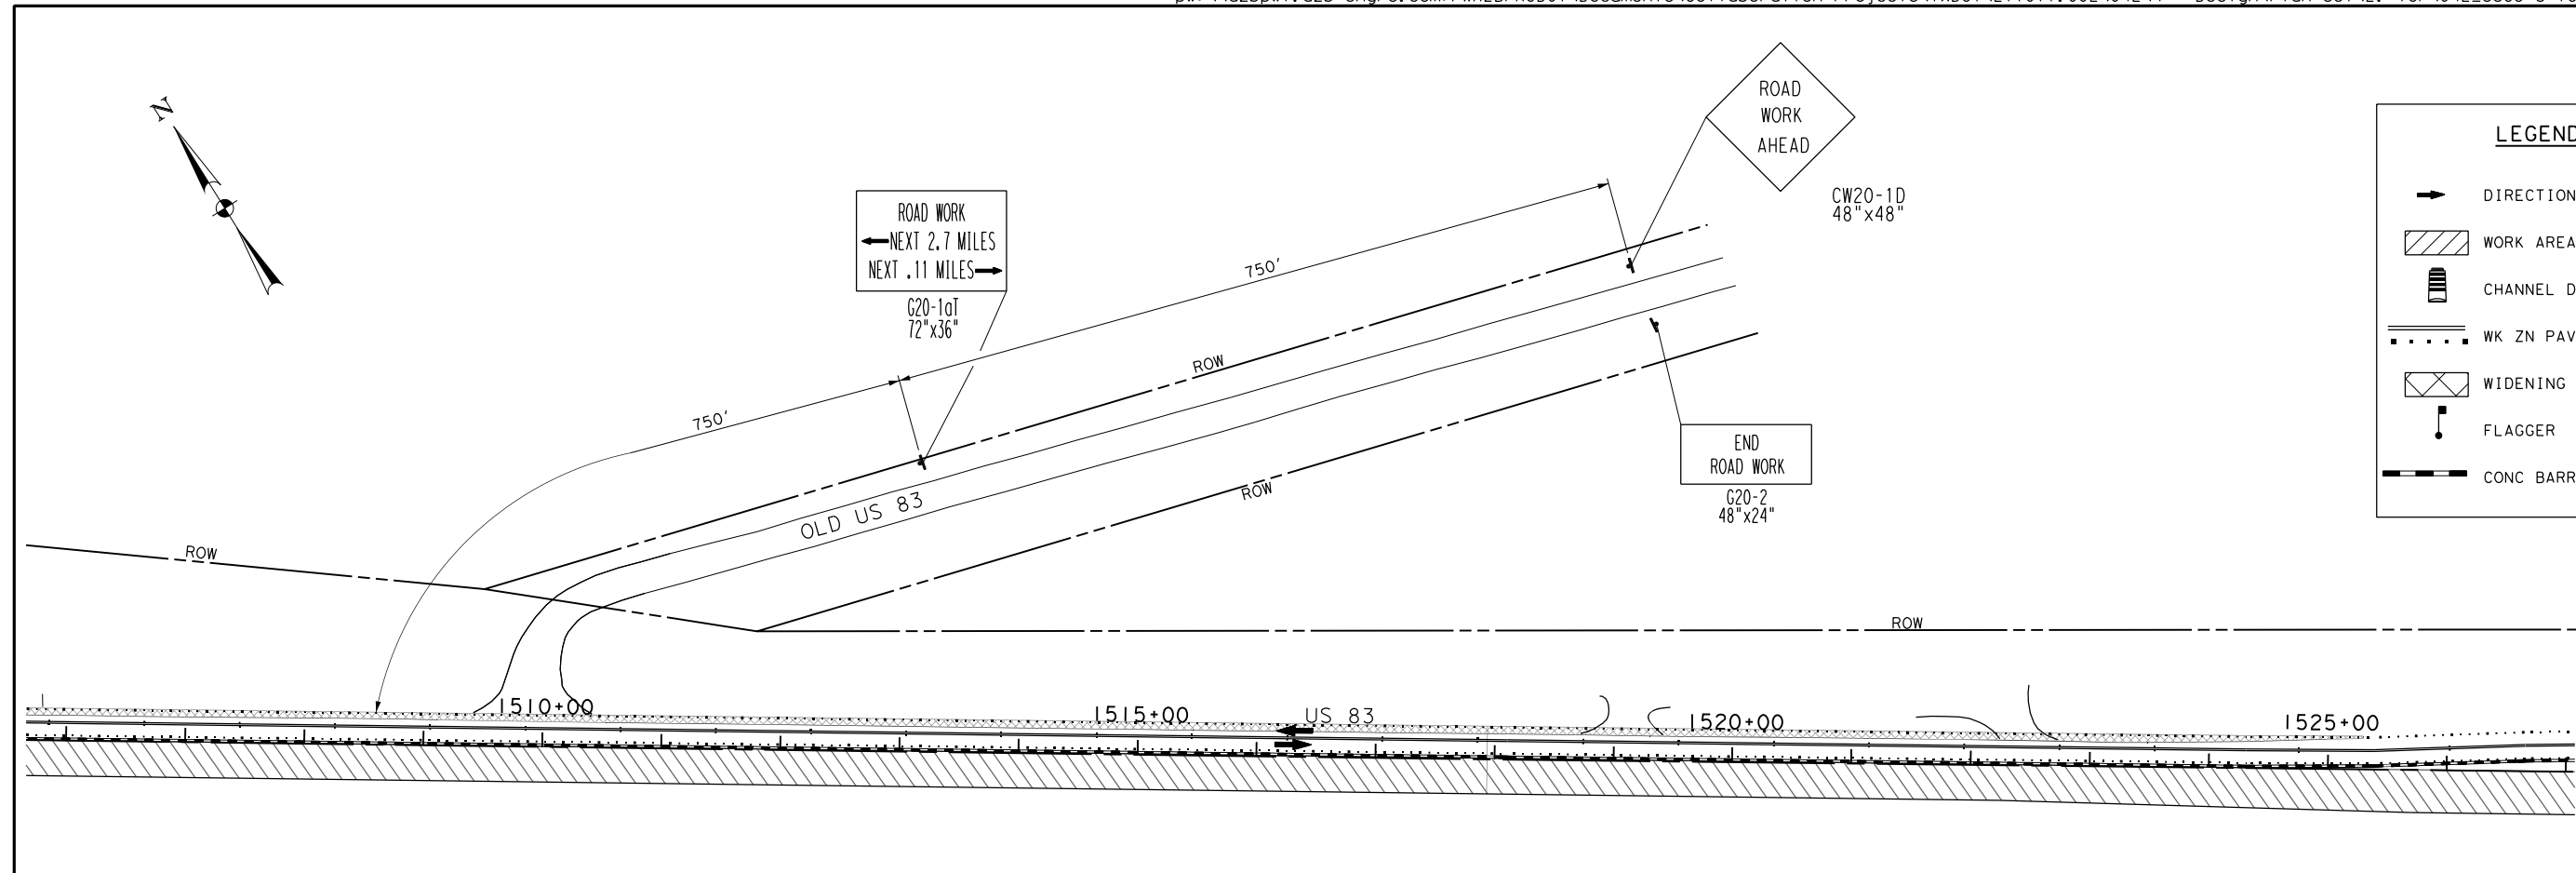 N
ROAD
WORK
AHEAD
CW20-1D
48"x48"
ROAD WORK
NEXT 2.7 MILES
NEXT .11 MILES
G20-1aT
72"x36"
750'
750'
ROW
ROW
OLD US 83
END
ROAD WORK
G20-2
48"x24"
ROW
ROW
1510+00
1515+00
US 83
1520+00
1525+00
LEGEND
DIRECTION
WORK AREA
CHANNEL D
WK ZN PAV
WIDENING
FLAGGER
CONC BARR